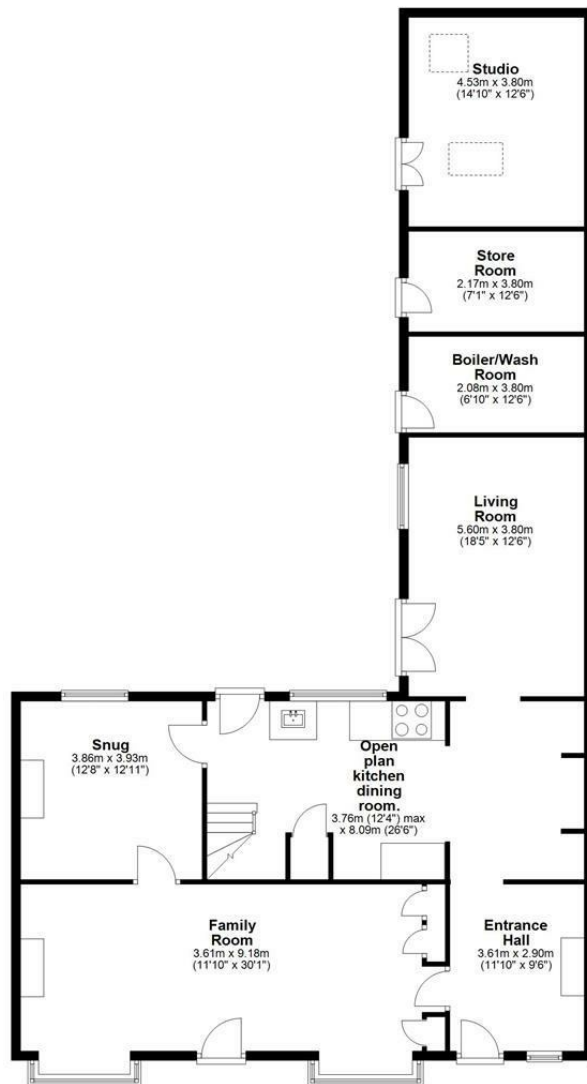 Studio
4.53m x 3.80m
(14'10" x 12'6")
Store
Room
2.17m x 3.80m
(7'1" x 12'6")
Boiler/Wash
Room
2.08m x 3.80m
(6'10" x 12'6")
Living
Room
5.60m x 3.80m
(18'5" x 12'6")
Snug
3.86m x 3.93m
(12'8" x 12'11")
Open
plan
kitchen
dining
room.
3.76m (12'4") max
x 8.09m (26'6")
Family
Room
3.61m x 9.18m
(11'10" x 30'1")
Entrance
Hall
3.61m x 2.90m
(11'10" x 9'6")